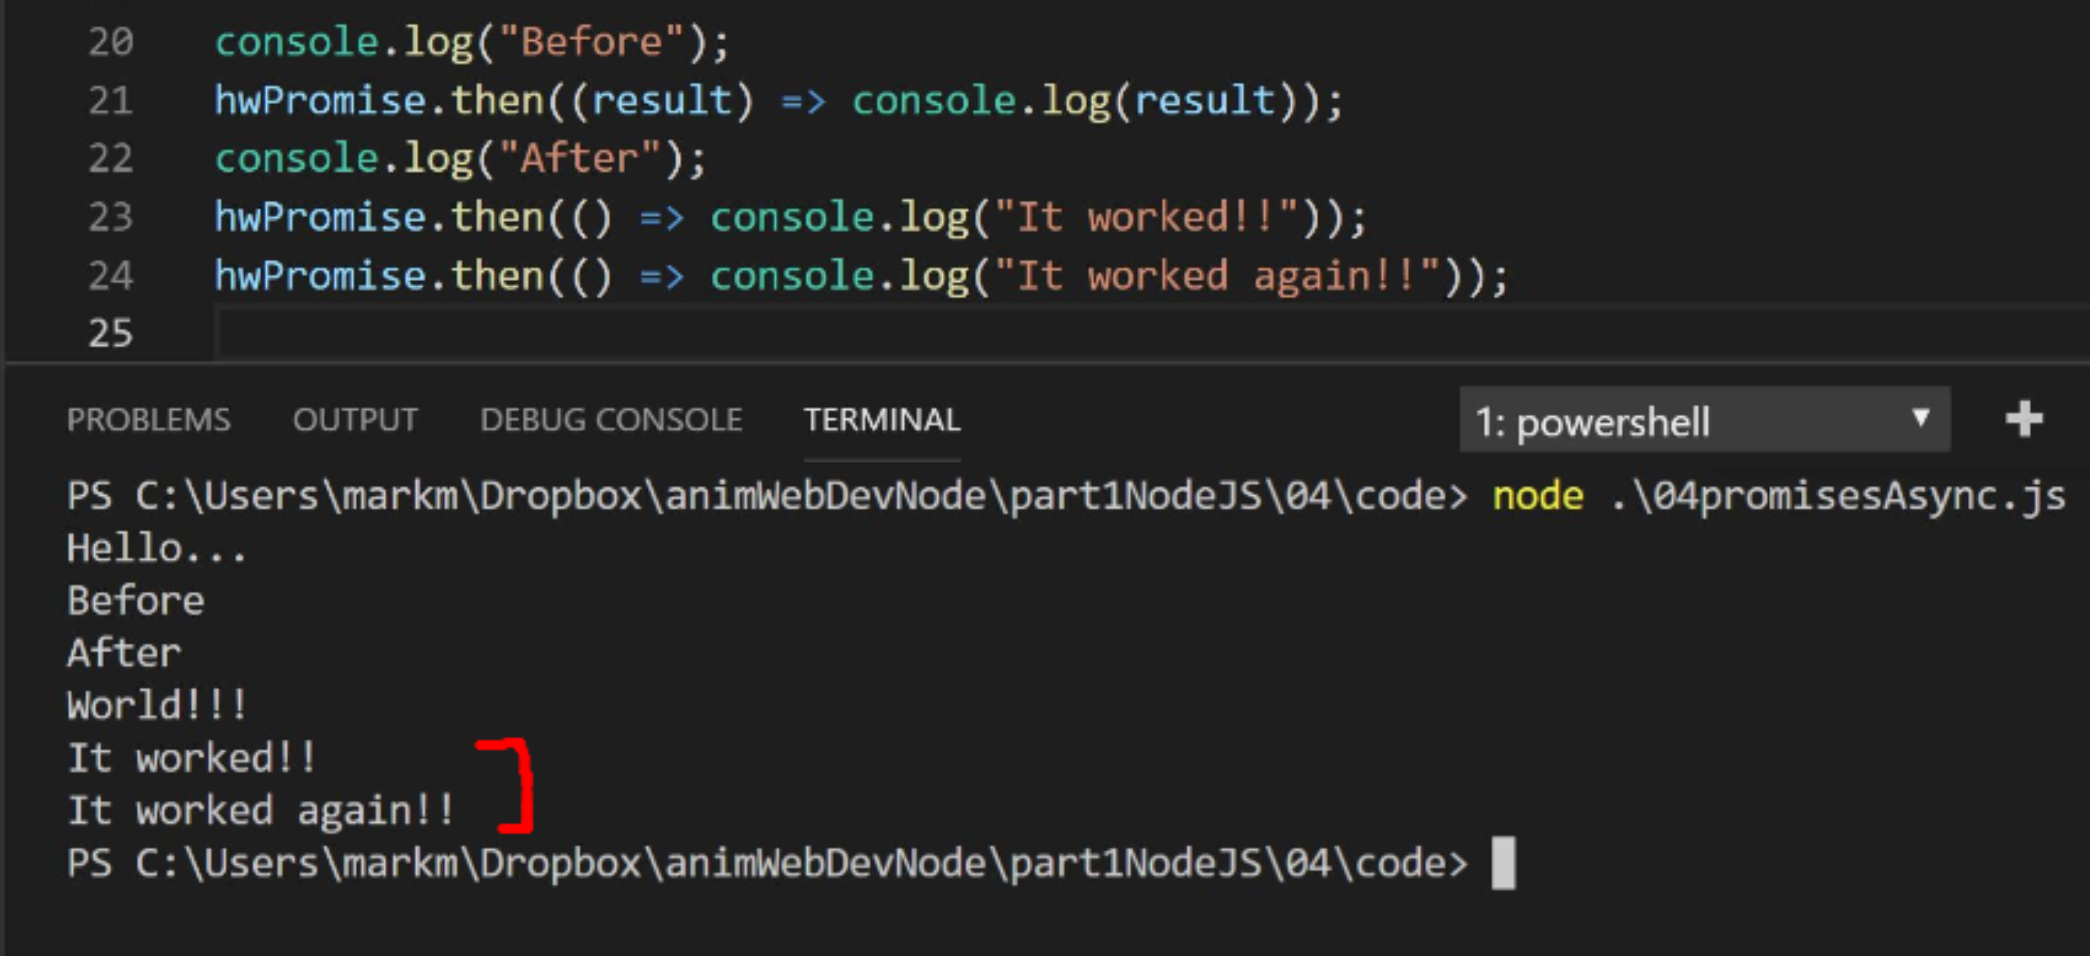 20 console.log("Before");
21 hwPromise.then((result) => console.log(result));
22 console.log("After");
23 hwPromise.then(() => console.log("It worked!!"));
24 hwPromise.then(() => console.log("It worked again!!"));
25
PROBLEMS OUTPUT DEBUG CONSOLE TERMINAL 1: powershell
PS C:\Users\markm\Dropbox\animWebDevNode\part1NodeJS\04\code> node .\04promisesAsync.js
Hello...
Before
After
World!!!
It worked!!
It worked again!!
PS C:\Users\markm\Dropbox\animWebDevNode\part1NodeJS\04\code>